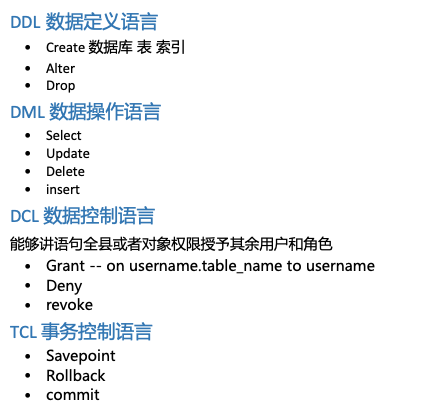 DDL 数据定义语言
• Create 数据库 表 索引
• Alter
• Drop
DML 数据操作语言
• Select
• Update
• Delete
• insert
DCL 数据控制语言
能够讲语句全县或者对象权限授予其余用户和角色
• Grant -- on username.table_name to username
• Deny
• revoke
TCL 事务控制语言
• Savepoint
• Rollback
• commit